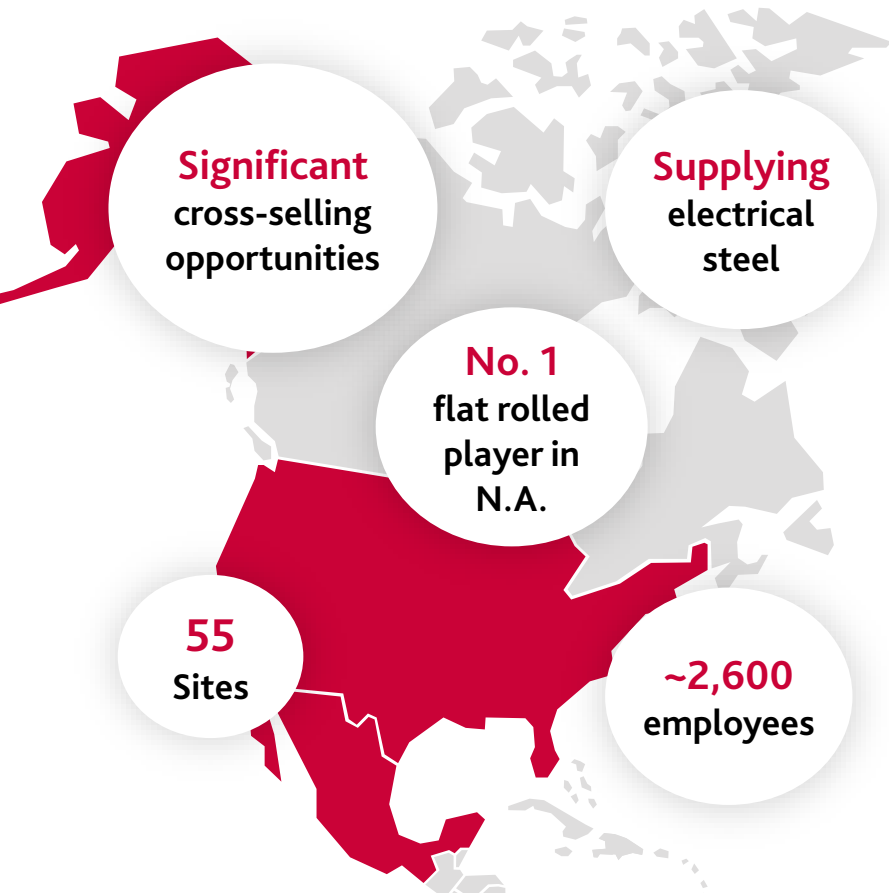 Significant
cross-selling
opportunities
Supplying
electrical
steel
No. 1
flat rolled
player in
N.A.
55
Sites
~2,600
employees